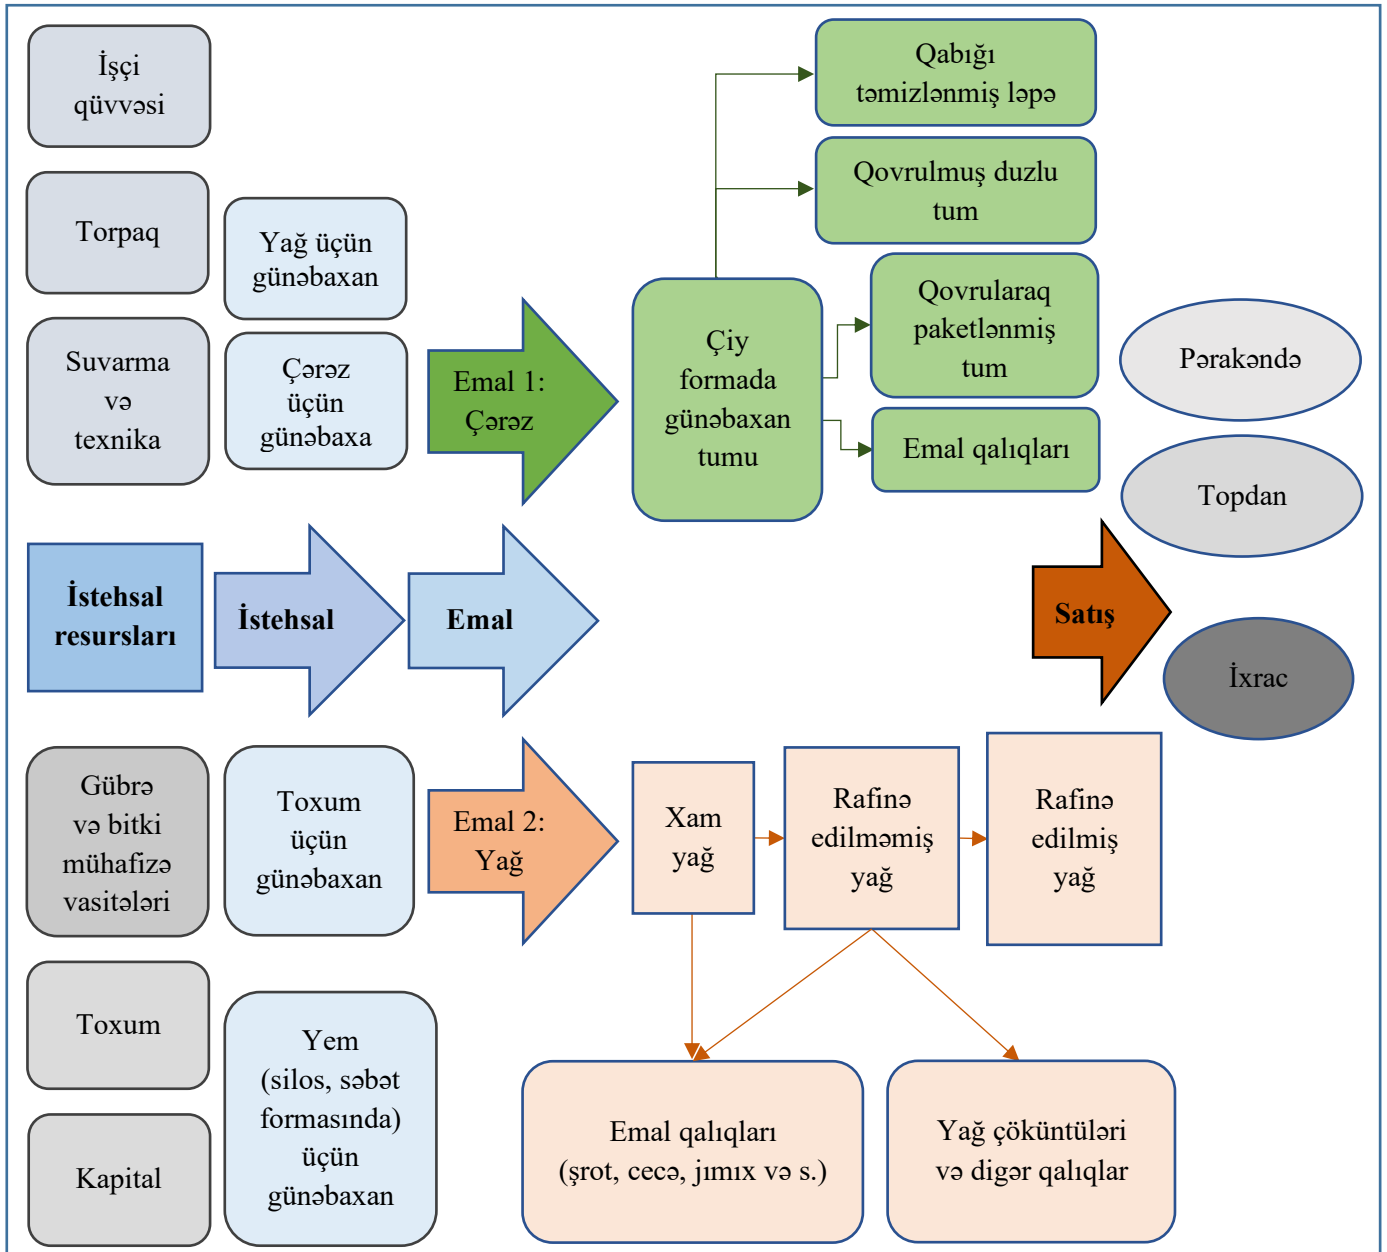 İşçi
qüvvəsi
Torpaq
Suvarma
və
texnika
Yağ üçün
günəbaxan
Çərəz
üçün
günəbaxa
Emal 1:
Çərəz
Çiy
formada
günəbaxan
tumu
Qabığı
təmizlənmiş ləpə
Qovrulmuş duzlu
tum
Qovrularaq
paketlənmiş
tum
Emal qalıqları
Pərakəndə
Topdan
İxrac
İstehsal
resursları
İstehsal
Emal
Satış
Gübrə
və bitki
mühafizə
vasitələri
Toxum
Kapital
Toxum
üçün
günəbaxan
Yem
(silos, səbət
formasında)
üçün
günəbaxan
Emal 2:
Yağ
Xam
yağ
Rafinə
edilməmiş
yağ
Rafinə
edilmiş
yağ
Emal qalıqları
(şrot, cecə, jımıx və s.)
Yağ çöküntüləri
və digər qalıqlar